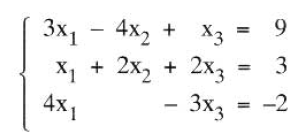 3x₁ − 4x₂ + x₃ = 9
x₁ + 2x₂ + 2x₃ = 3
4x₁ − 3x₃ = −2